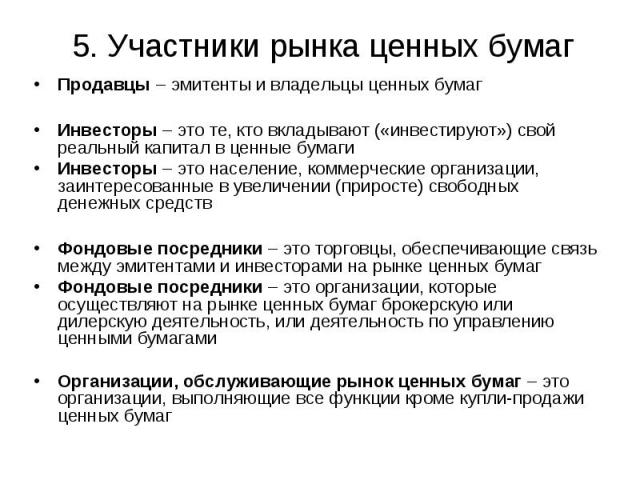 5. Участники рынка ценных бумаг
• Продавцы – эмитенты и владельцы ценных бумаг
• Инвесторы – это те, кто вкладывают («инвестируют») свой
реальный капитал в ценные бумаги
• Инвесторы – это население, коммерческие организации,
заинтересованные в увеличении (приросте) свободных
денежных средств
• Фондовые посредники – это торговцы, обеспечивающие связь
между эмитентами и инвесторами на рынке ценных бумаг
• Фондовые посредники – это организации, которые
осуществляют на рынке ценных бумаг брокерскую или
дилерскую деятельность, или деятельность по управлению
ценными бумагами
• Организации, обслуживающие рынок ценных бумаг – это
организации, выполняющие все функции кроме купли-продажи
ценных бумаг